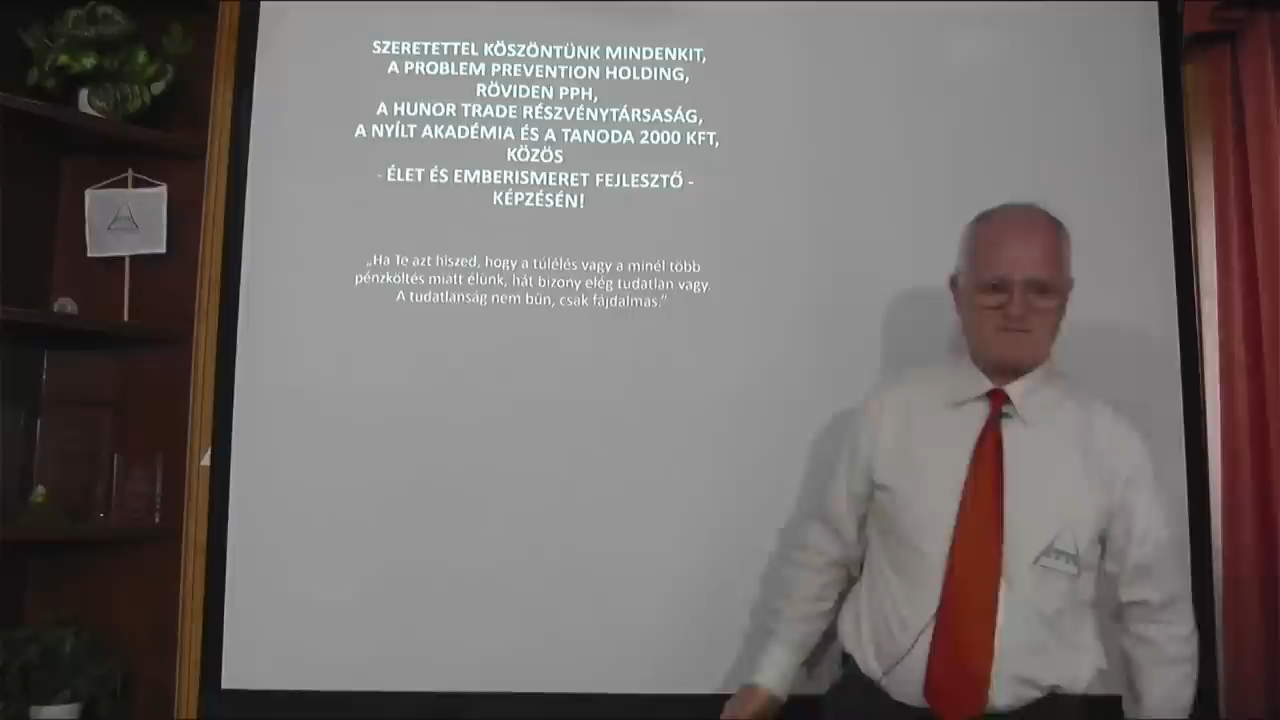 SZERETETTEL KÖSZÖNTÜNK MINDENKIT,
A PROBLEM PREVENTION HOLDING,
RÖVIDEN PPH,
A HUNOR TRADE RÉSZVÉNYTÁRSASÁG,
A NYÍLT AKADÉMIA ÉS A TANODA 2000 KFT,
KÖZÖS
- ÉLET ÉS EMBERISMERET FEJLESZTŐ -
KÉPZÉSÉN!
„Ha Te azt hiszed, hogy a túlélés vagy a minél több
pénzköltés miatt élünk, hát bizony elég tudatlan vagy.
A tudatlanság nem bűn, csak fájdalmas.”